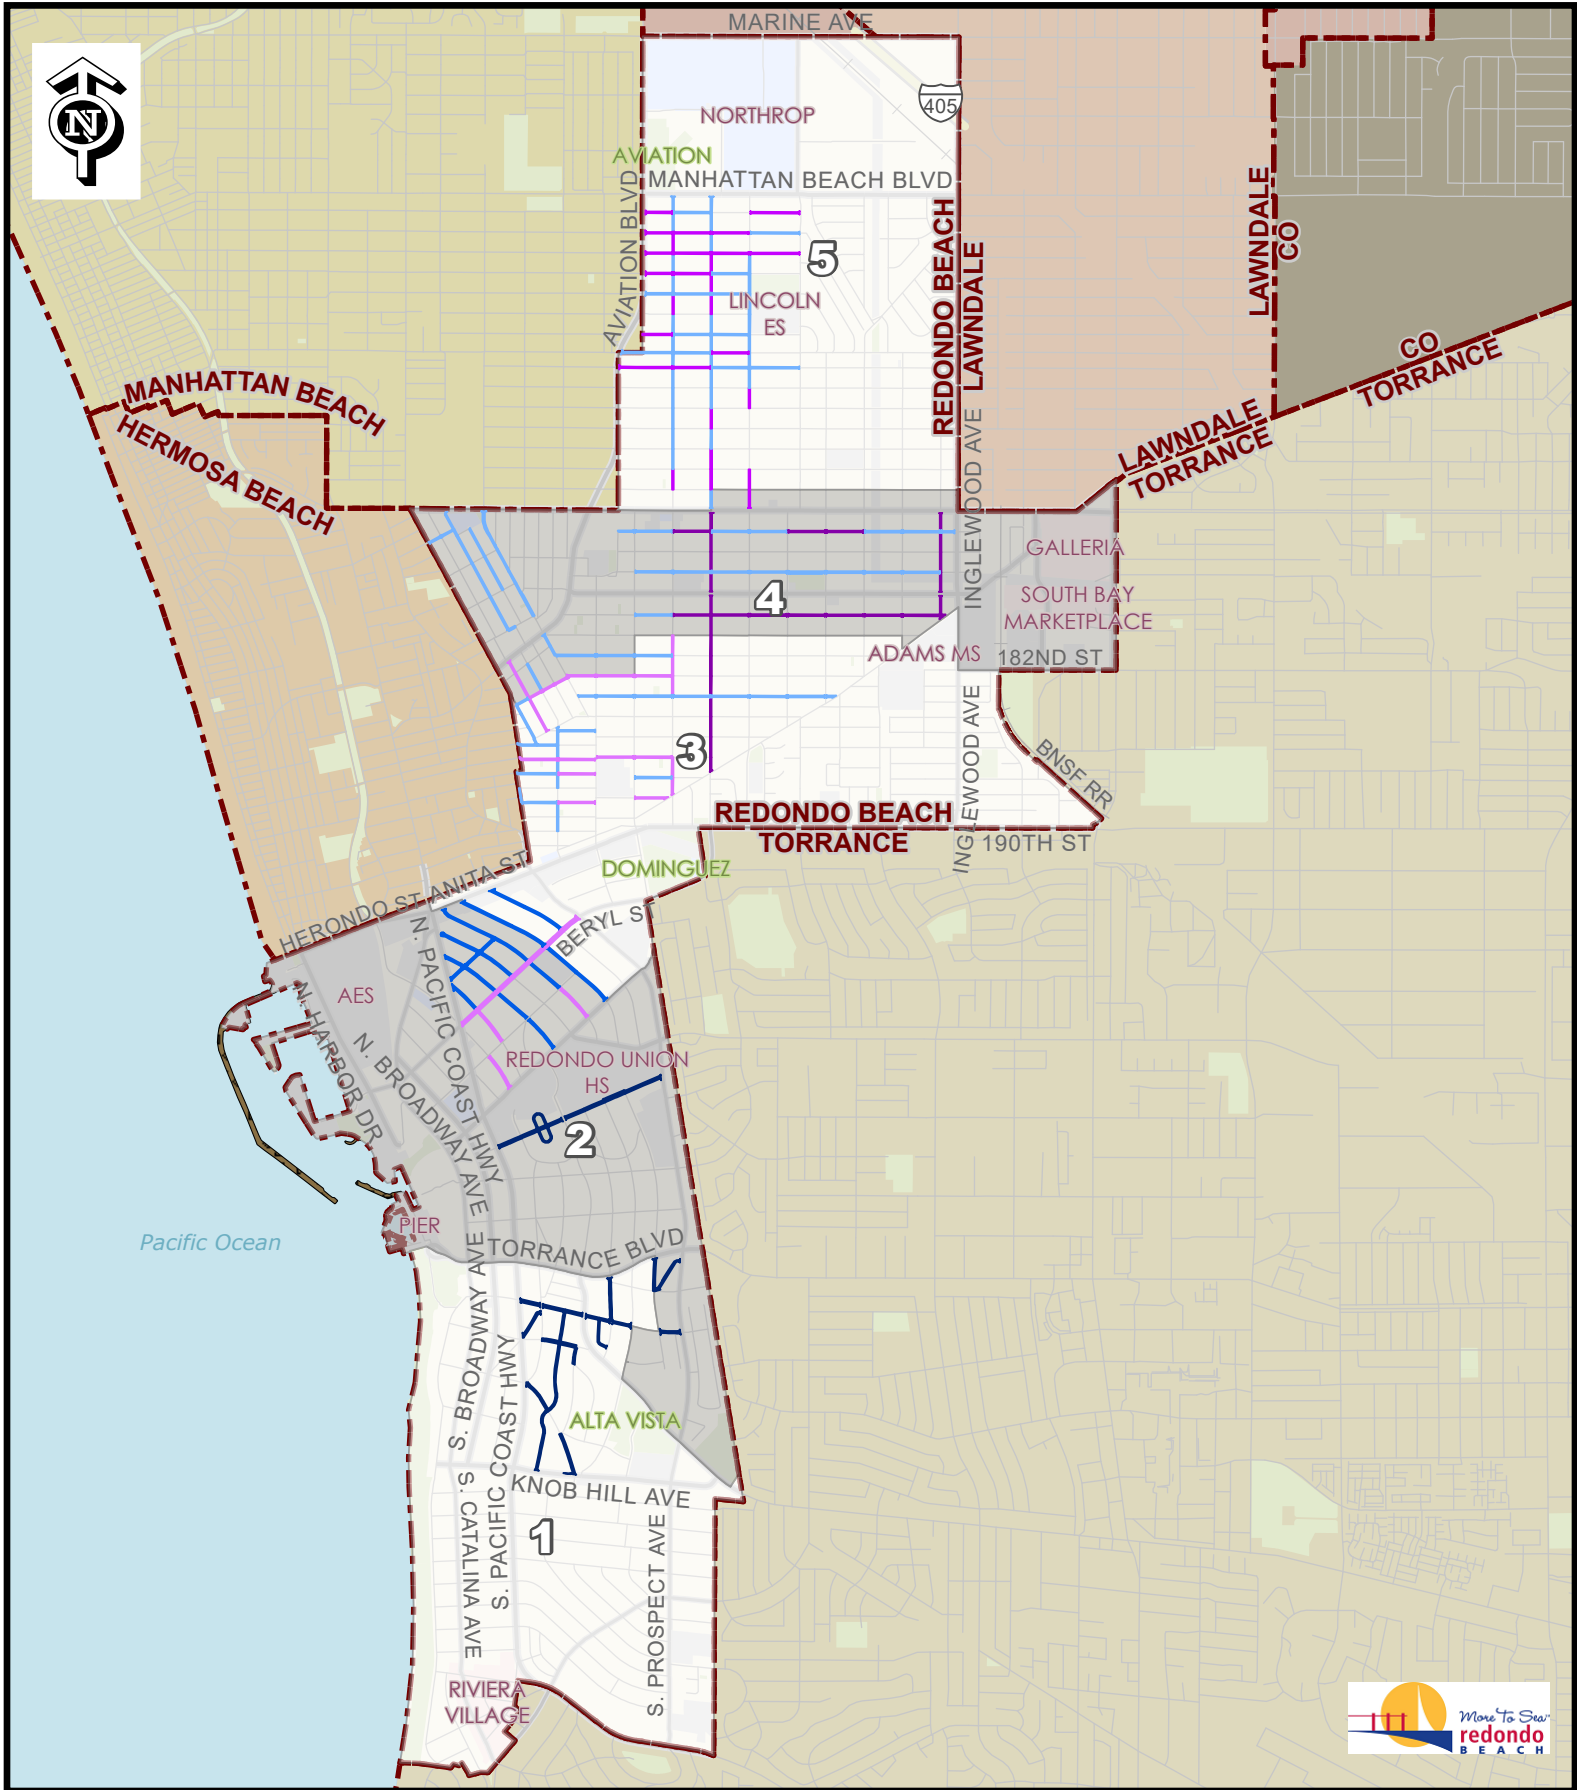 MARINE AVE
N
405
NORTHROP
AVIATION
MANHATTAN BEACH BLVD
AVIATION BLVD
5
LINCOLN
ES
REDONDO BEACH
LAWNDALE
LAWNDALE
CO
CO
TORRANCE
MANHATTAN BEACH
HERMOSA BEACH
LAWNDALE
TORRANCE
INGLEWOOD AVE
GALLERIA
SOUTH BAY
MARKETPLACE
4
ADAMS MS
182ND ST
INGLEWOOD AVE
BNSF RR
3
REDONDO BEACH
TORRANCE
190TH ST
DOMINGUEZ
HERONDO ST
ANITA ST
BERYL ST
N. PACIFIC COAST HWY
AES
N. HARBOR DR
N. BROADWAY AVE
REDONDO UNION
HS
2
PIER
Pacific Ocean
TORRANCE BLVD
S. BROADWAY AVE
S. PACIFIC COAST HWY
ALTA VISTA
KNOB HILL AVE
S. CATALINA AVE
1
S. PROSPECT AVE
RIVIERA
VILLAGE
More To Sea
redondo
BEACH